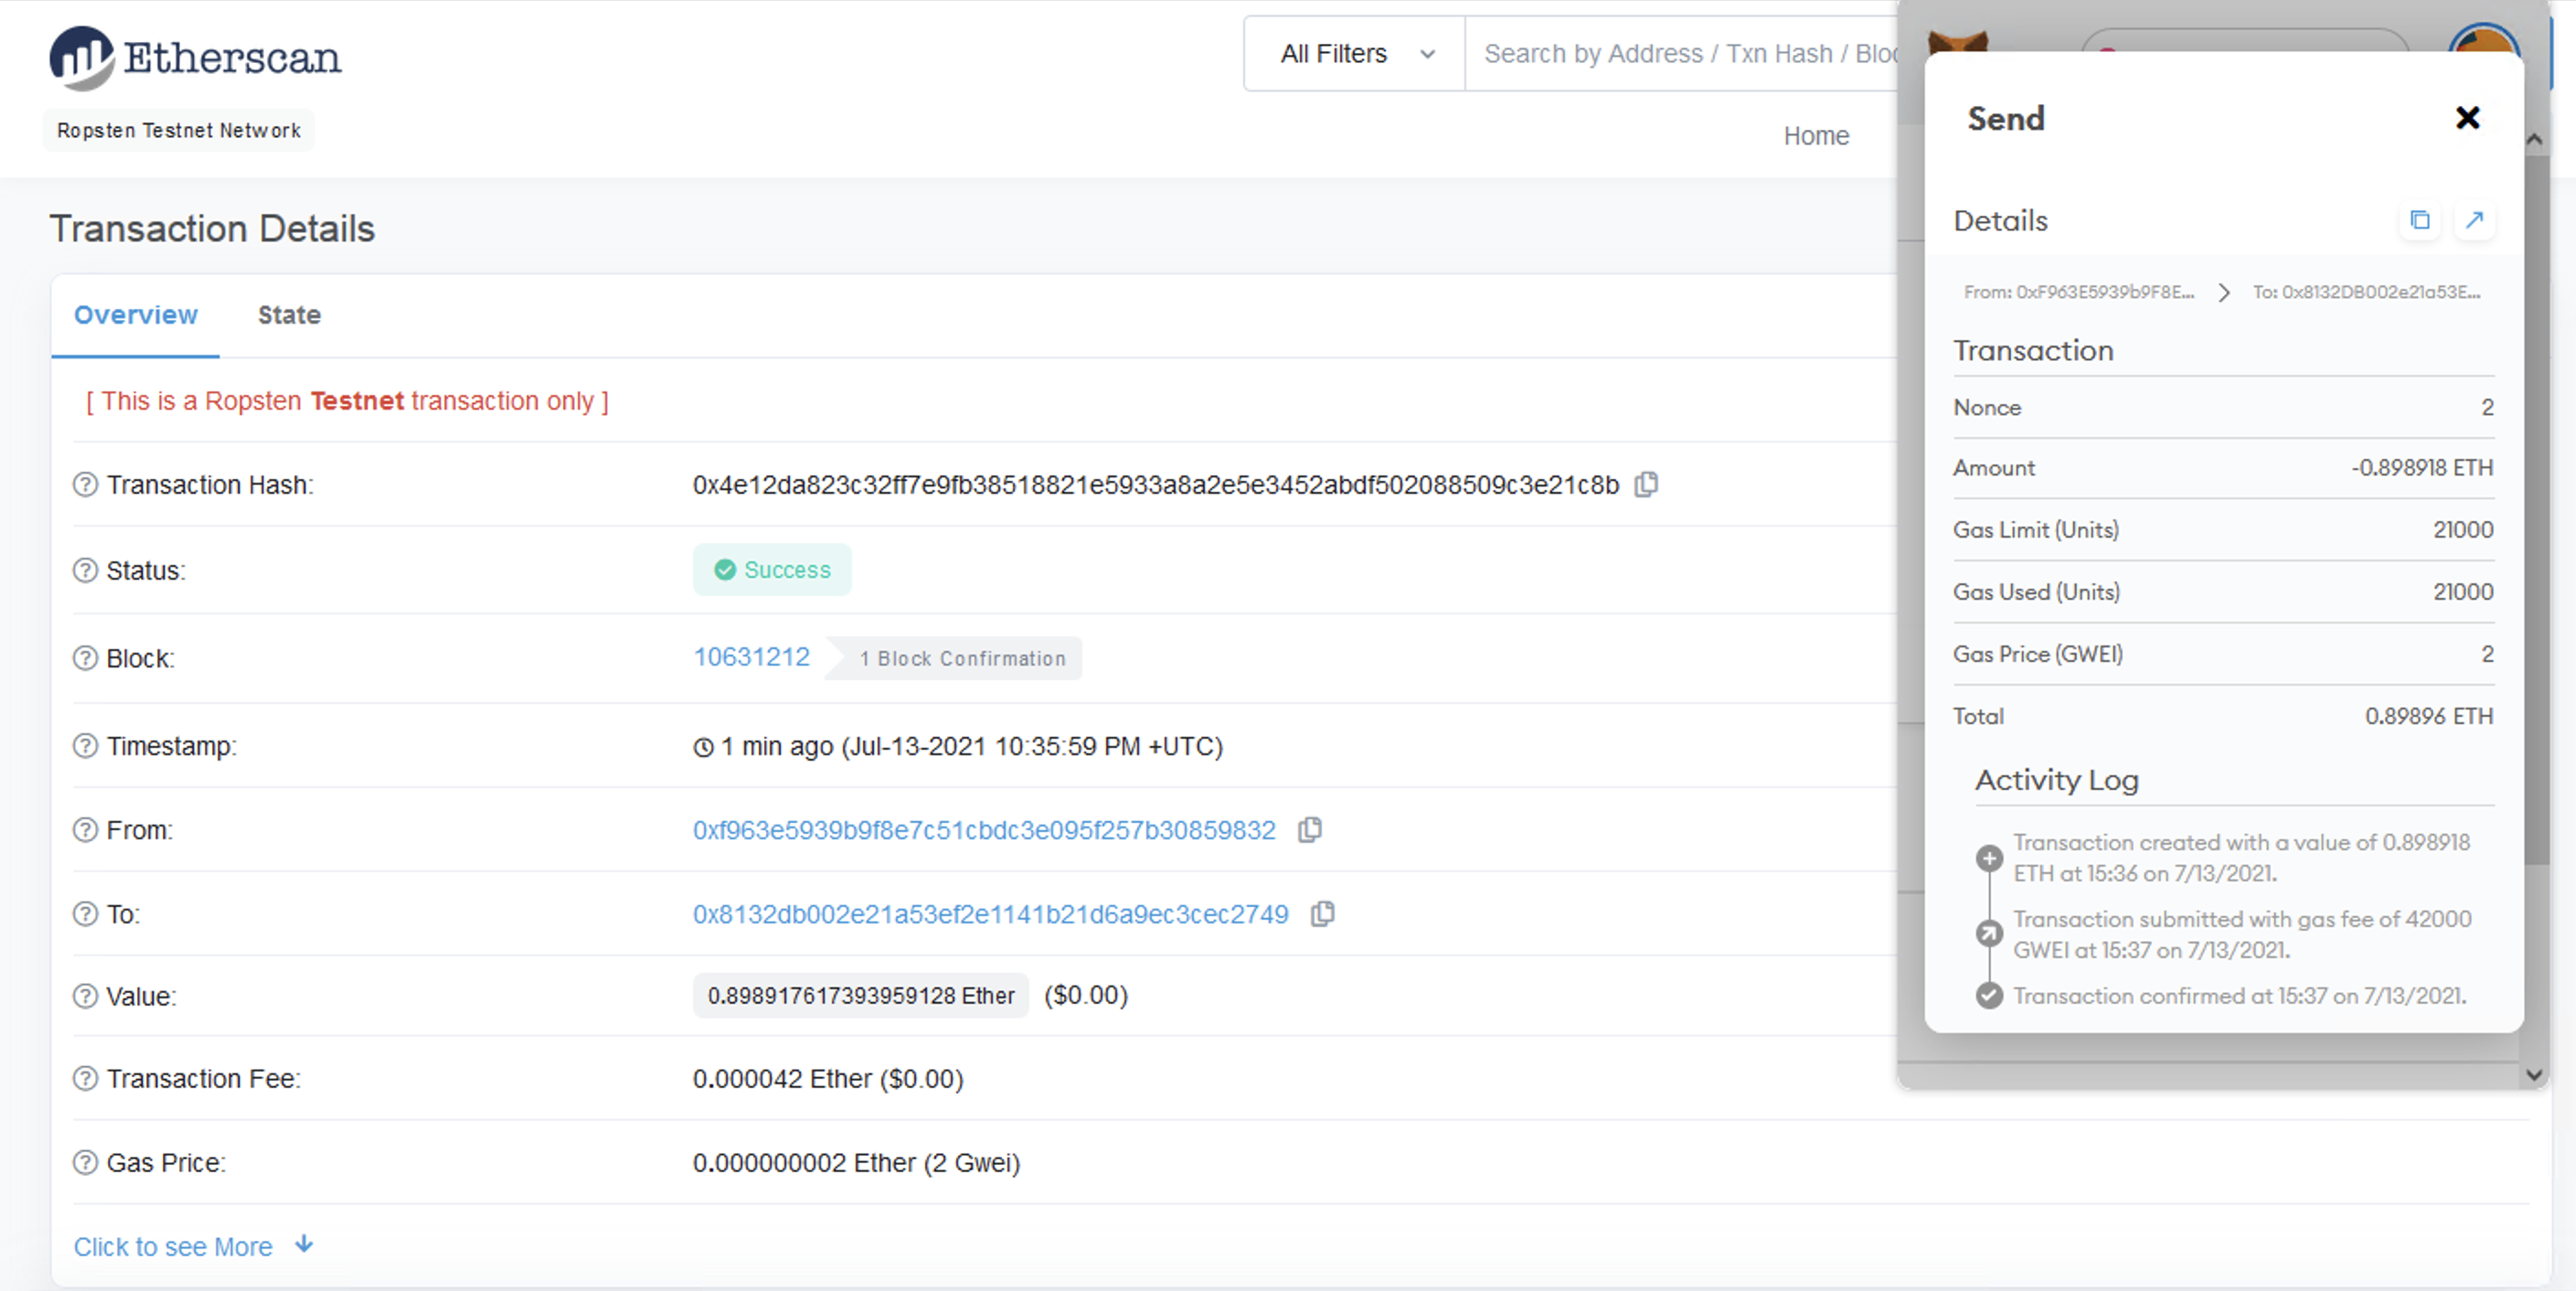 Etherscan
All Filters
Search by Address / Txn Hash /
Ropsten Testnet Network
Home
Transaction Details
Overview
State
[ This is a Ropsten Testnet transaction only ]
Transaction Hash:
0x4e12da823c32ff7e9fb38518821e5933a8a2e5e3452abdf502088509c3e21c8b
Status:
Success
Block:
10631212
1 Block Confirmation
Timestamp:
1 min ago (Jul-13-2021 10:35:59 PM +UTC)
From:
0xf963e5939b9f8e7c51cbdc3e095f257b30859832
To:
0x8132db002e21a53ef2e1141b21d6a9ec3cec2749
Value:
0.898917617393959128 Ether
($0.00)
Transaction Fee:
0.000042 Ether ($0.00)
Gas Price:
0.000000002 Ether (2 Gwei)
Click to see More
Send
Details
From: 0xF963E5939b9F8E...
To: 0x8132DB002e21a53E...
Transaction
Nonce
2
Amount
-0.898918 ETH
Gas Limit (Units)
21000
Gas Used (Units)
21000
Gas Price (GWEI)
2
Total
0.89896 ETH
Activity Log
Transaction created with a value of 0.898918
ETH at 15:36 on 7/13/2021.
Transaction submitted with gas fee of 42000
GWEI at 15:37 on 7/13/2021.
Transaction confirmed at 15:37 on 7/13/2021.